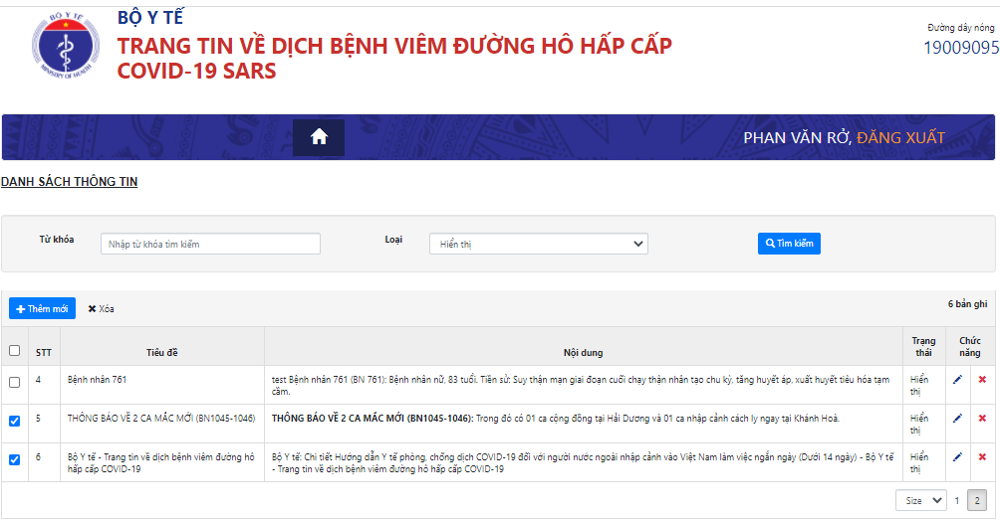 BỘ Y TẾ
MINISTRY OF HEALTH
BỘ Y TẾ
TRANG TIN VỀ DỊCH BỆNH VIÊM ĐƯỜNG HÔ HẤP CẤP
COVID-19 SARS
Đường dây nóng
19009095
PHAN VĂN RỞ, ĐĂNG XUẤT
DANH SÁCH THÔNG TIN
Từ khóa
Nhập từ khóa tìm kiếm
Loại
Hiển thị
Tìm kiếm
Thêm mới
Xóa
6 bản ghi
STT
Tiêu đề
Nội dung
Trạng
thái
Chức
năng
4
Bệnh nhân 761
test Bệnh nhân 761 (BN 761): Bệnh nhân nữ, 83 tuổi. Tiền sử: Suy thận mạn giai đoạn cuối chạy thận nhân tạo chu kỳ, tăng huyết áp, xuất huyết tiêu hóa tạm
cầm.
Hiển
thị
5
THÔNG BÁO VỀ 2 CA MẮC MỚI (BN1045-1046)
THÔNG BÁO VỀ 2 CA MẮC MỚI (BN1045-1046): Trong đó có 01 ca cộng đồng tại Hải Dương và 01 ca nhập cảnh cách ly ngay tại Khánh Hoà.
Hiển
thị
6
Bộ Y tế - Trang tin về dịch bệnh viêm đường hô
hấp cấp COVID-19
Bộ Y tế: Chi tiết Hướng dẫn Y tế phòng, chống dịch COVID-19 đối với người nước ngoài nhập cảnh vào Việt Nam làm việc ngắn ngày (Dưới 14 ngày) - Bộ Y tế
- Trang tin về dịch bệnh viêm đường hô hấp cấp COVID-19
Hiển
thị
Size
1
2